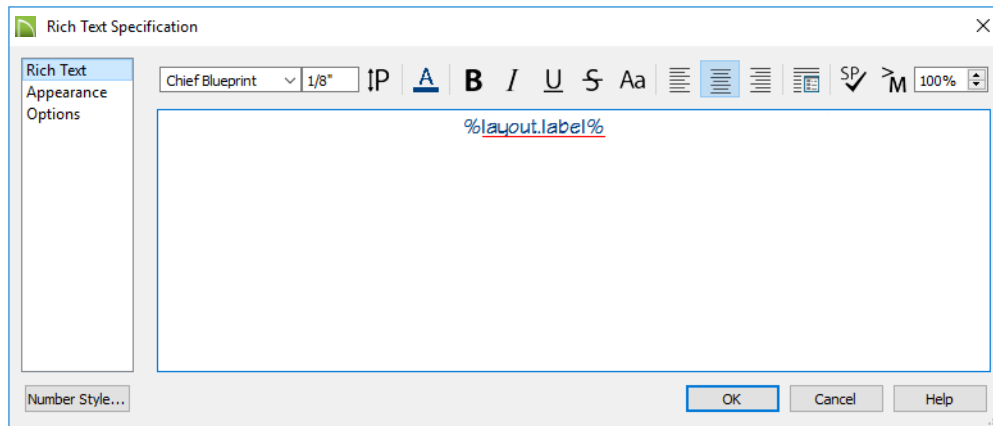 Rich Text Specification
Rich Text
Appearance
Options
Chief Blueprint 1/8" P A B I U S Aa SP M 100%
%layout.label%
Number Style...
OK Cancel Help